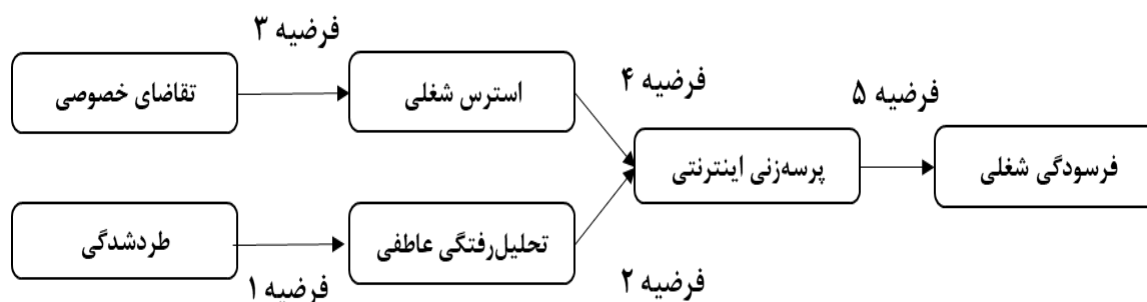 فرضیه ۳
تقاضای خصوصی
استرس شغلی
فرضیه ۴
فرضیه ۵
پرسه‌زنی اینترنتی
فرسودگی شغلی
طردشدگی
تحلیل‌رفتگی عاطفی
فرضیه ۱
فرضیه ۲